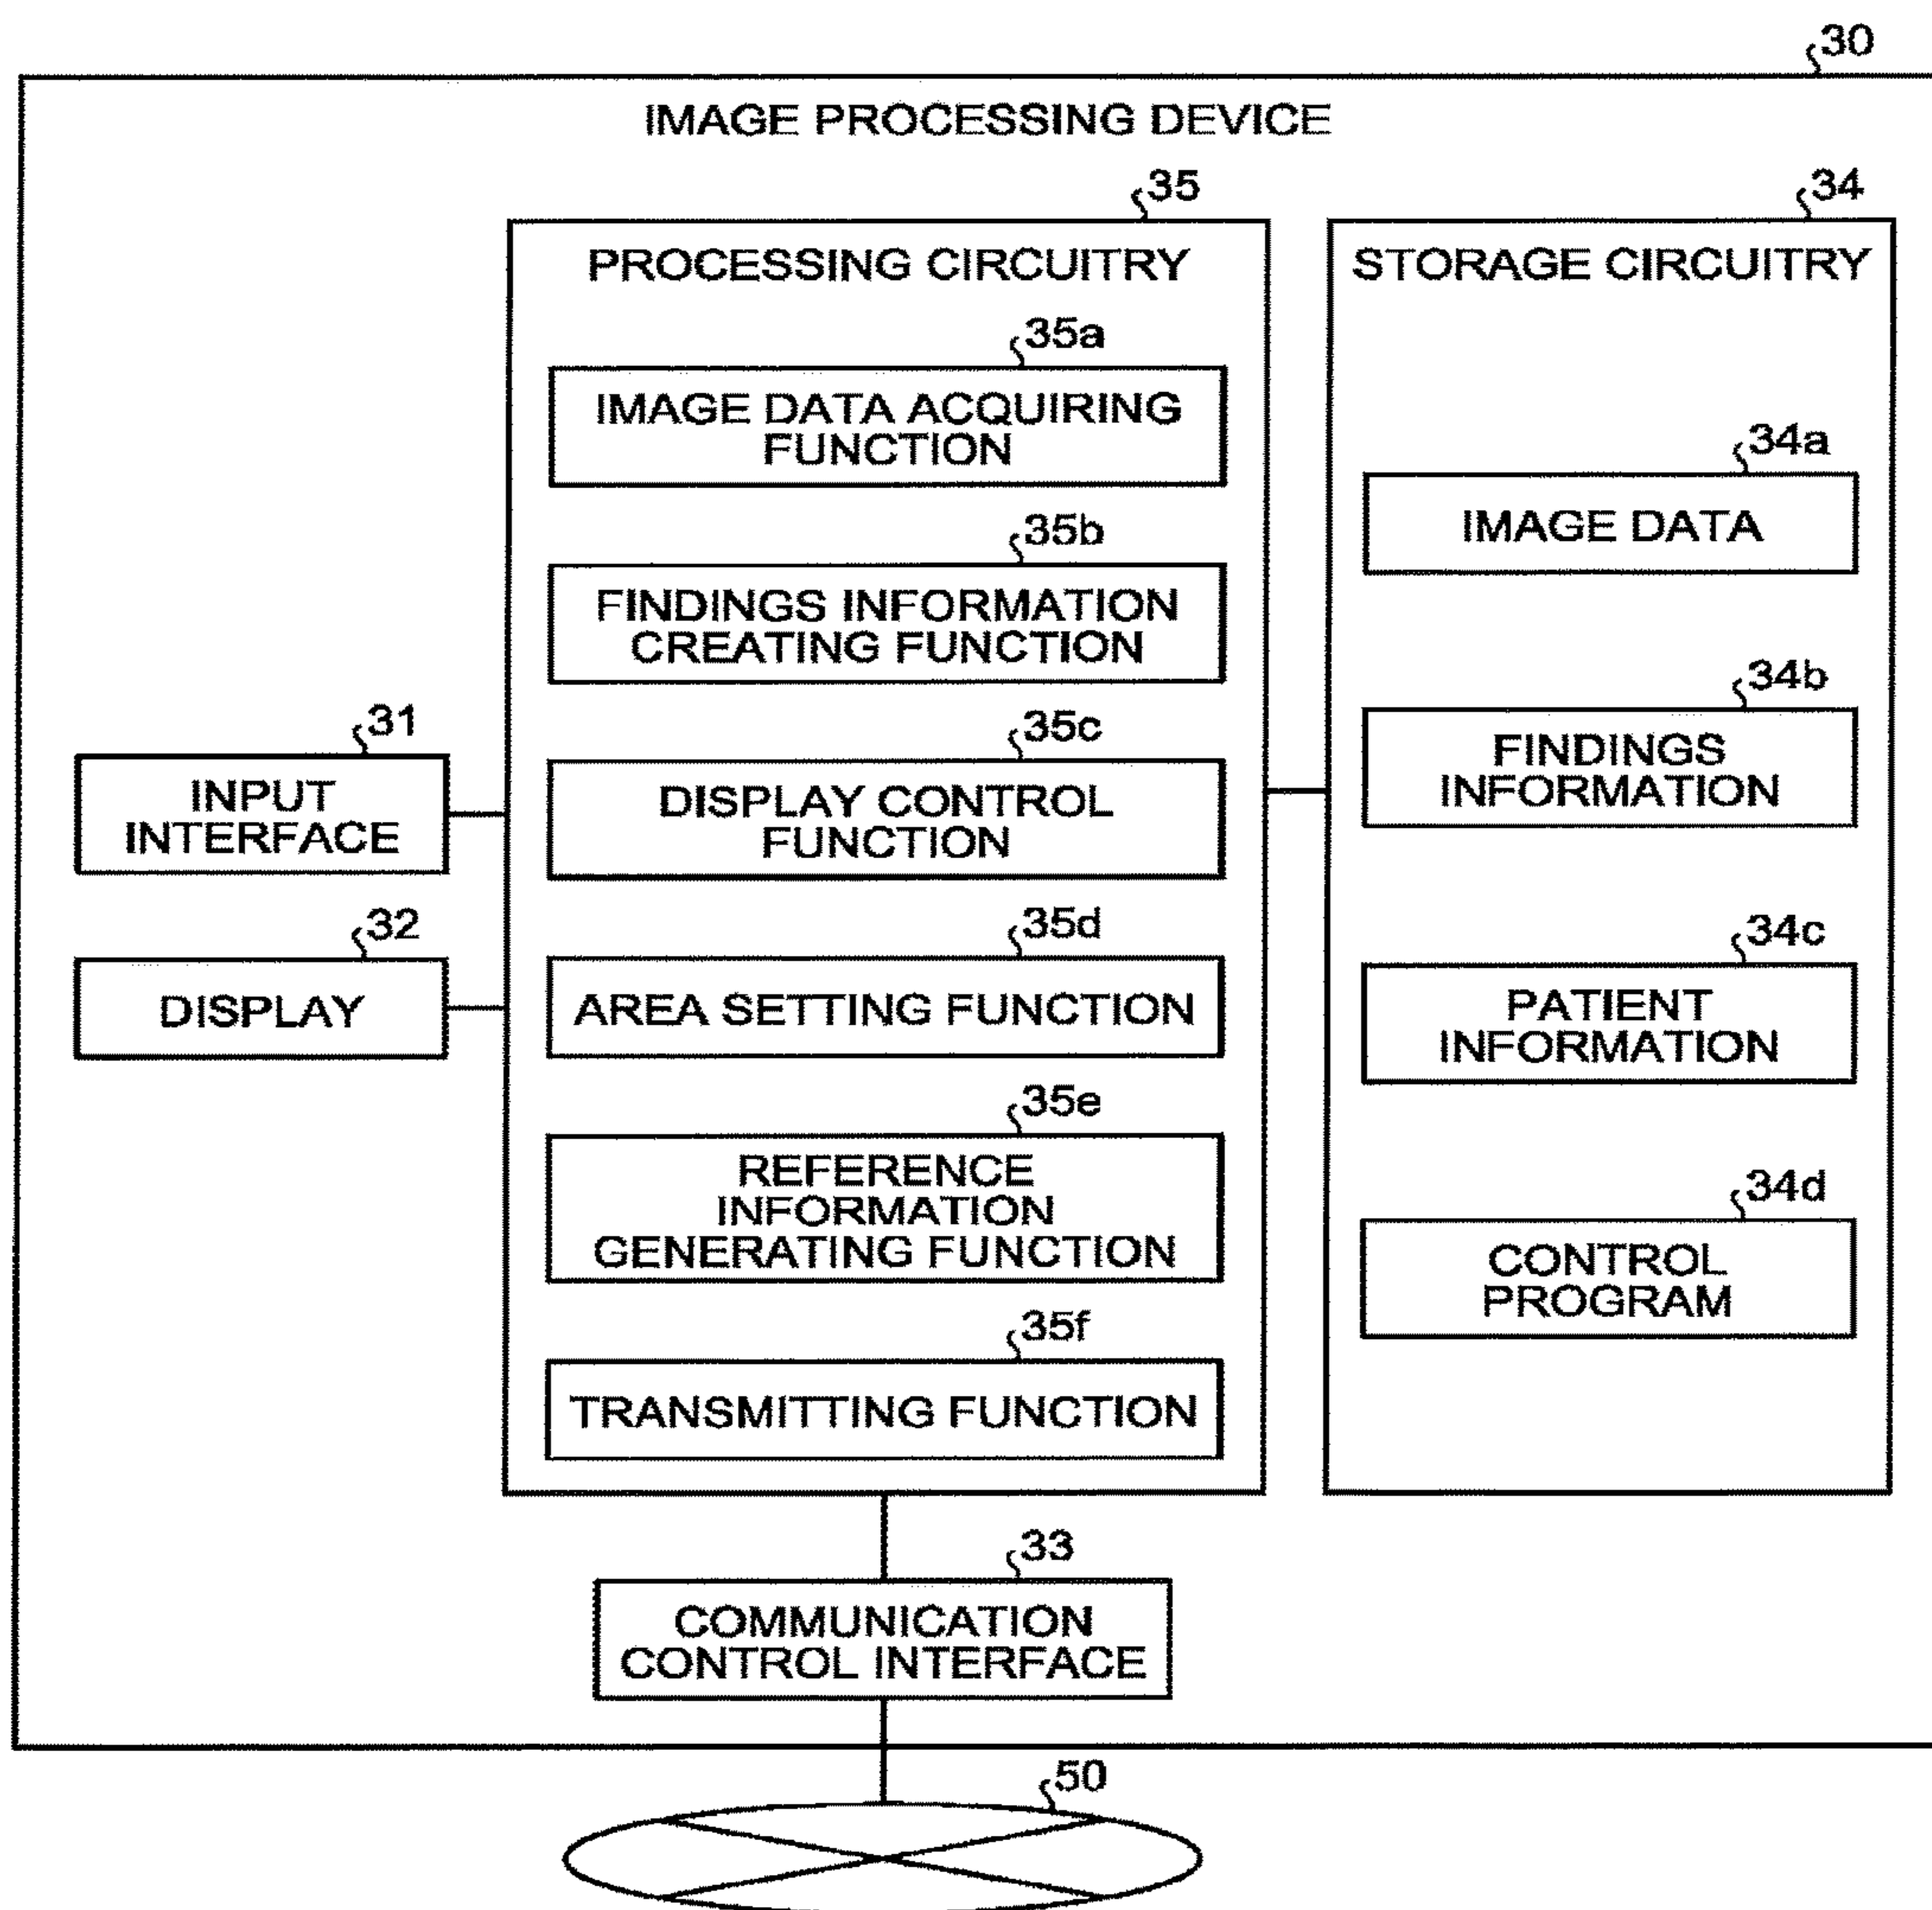 30
IMAGE PROCESSING DEVICE
35
PROCESSING CIRCUITRY
35a
IMAGE DATA ACQUIRING
FUNCTION
35b
FINDINGS INFORMATION
CREATING FUNCTION
35c
DISPLAY CONTROL
FUNCTION
35d
AREA SETTING FUNCTION
35e
REFERENCE
INFORMATION
GENERATING FUNCTION
35f
TRANSMITTING FUNCTION
34
STORAGE CIRCUITRY
34a
IMAGE DATA
34b
FINDINGS
INFORMATION
34c
PATIENT
INFORMATION
34d
CONTROL
PROGRAM
31
INPUT
INTERFACE
32
DISPLAY
33
COMMUNICATION
CONTROL INTERFACE
50